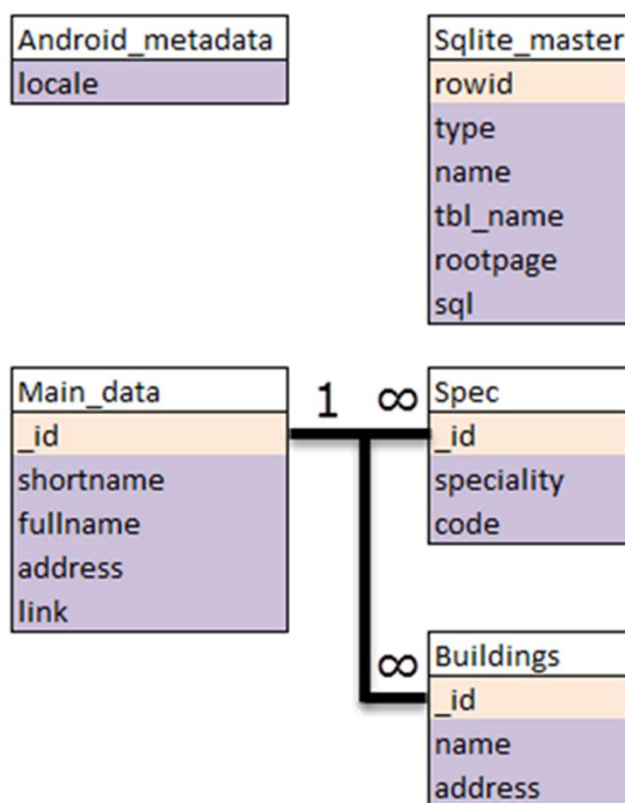 Android_metadata
locale
Sqlite_master
rowid
type
name
tbl_name
rootpage
sql
Main_data
_id
shortname
fullname
address
link
1 ∞
Spec
_id
speciality
code
∞
Buildings
_id
name
address